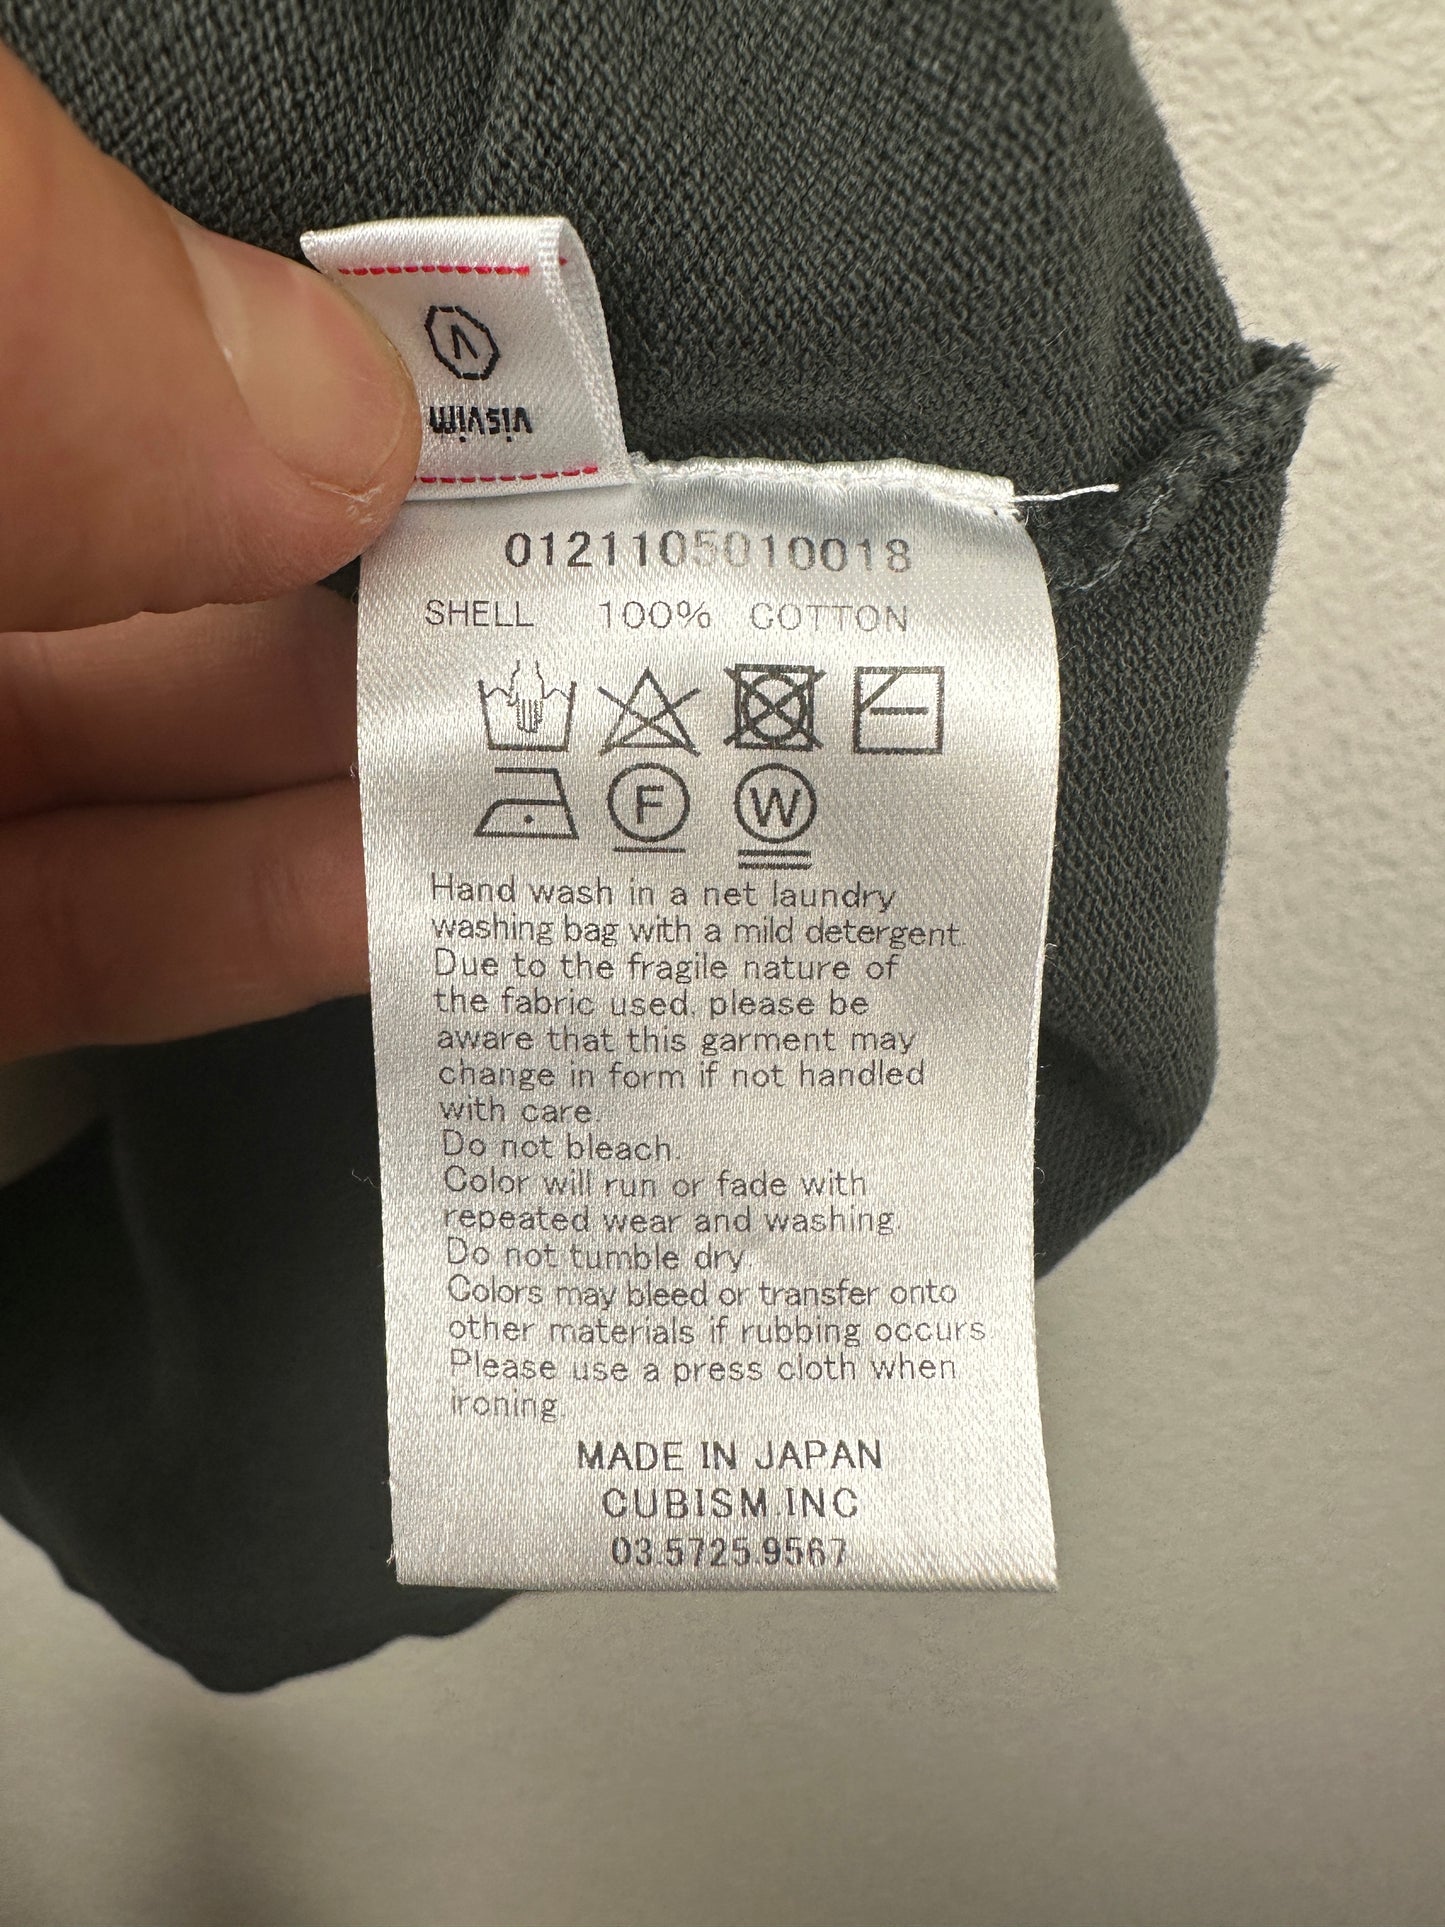 visvim
0121105010018
SHELL 100% COTTON
F W
Hand wash in a net laundry
washing bag with a mild detergent.
Due to the fragile nature of
the fabric used, please be
aware that this garment may
change in form if not handled
with care.
Do not bleach.
Color will run or fade with
repeated wear and washing.
Do not tumble dry.
Colors may bleed or transfer onto
other materials if rubbing occurs.
Please use a press cloth when
ironing.
MADE IN JAPAN
CUBISM.INC
03.5725.9567